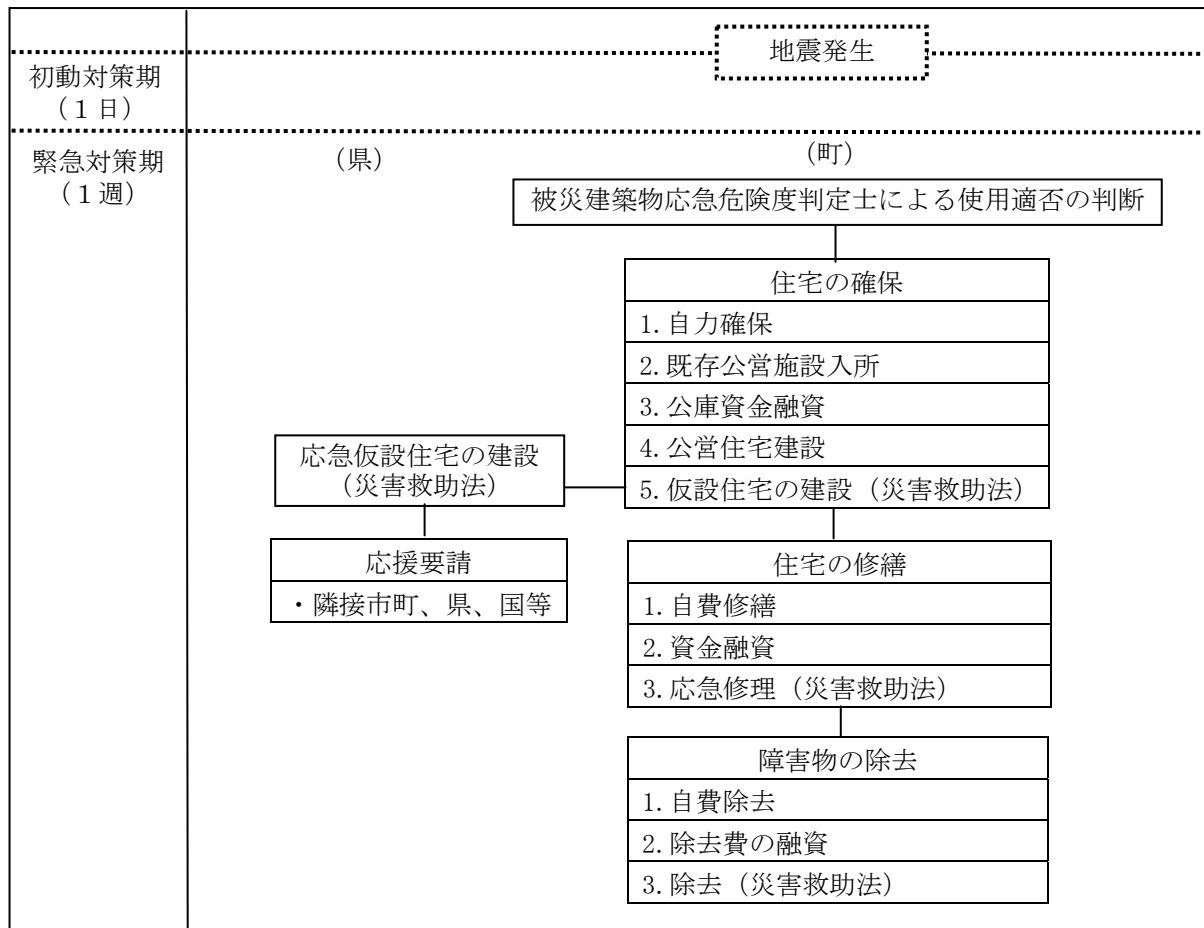 地震発生
初動対策期
（１日）
緊急対策期
（１週）
（県）
（町）
被災建築物応急危険度判定士による使用適否の判断
住宅の確保
1.自力確保
2.既存公営施設入所
3.公庫資金融資
4.公営住宅建設
5.仮設住宅の建設（災害救助法）
応急仮設住宅の建設
（災害救助法）
応援要請
・隣接市町、県、国等
住宅の修繕
1.自費修繕
2.資金融資
3.応急修理（災害救助法）
障害物の除去
1.自費除去
2.除去費の融資
3.除去（災害救助法）